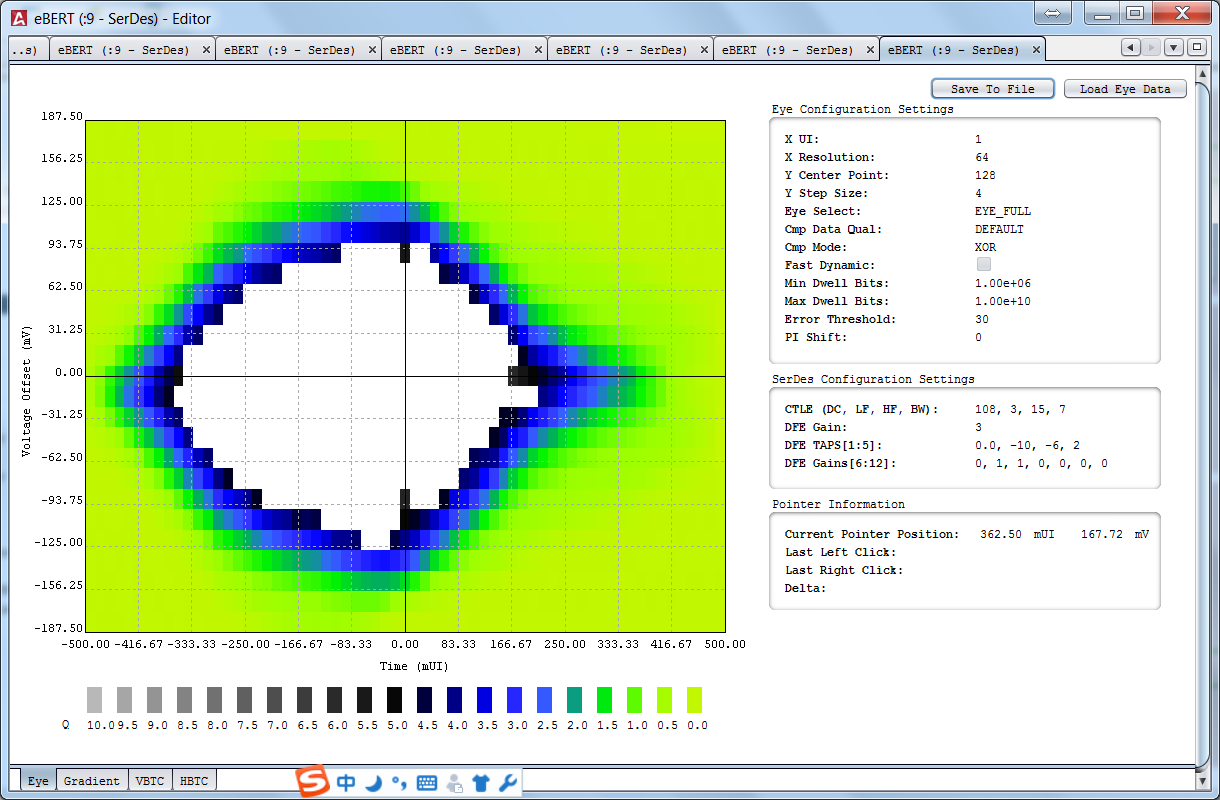 eBERT (:9 - SerDes) - Editor
..s) eBERT (:9 - SerDes) eBERT (:9 - SerDes) eBERT (:9 - SerDes) eBERT (:9 - SerDes) eBERT (:9 - SerDes) eBERT (:9 - SerDes)
Save To File Load Eye Data
Eye Configuration Settings
X UI: 1
X Resolution: 64
Y Center Point: 128
Y Step Size: 4
Eye Select: EYE_FULL
Cmp Data Qual: DEFAULT
Cmp Mode: XOR
Fast Dynamic:
Min Dwell Bits: 1.00e+06
Max Dwell Bits: 1.00e+10
Error Threshold: 30
PI Shift: 0
SerDes Configuration Settings
CTLE (DC, LF, HF, BW): 108, 3, 15, 7
DFE Gain: 3
DFE TAPS[1:5]: 0.0, -10, -6, 2
DFE Gains[6:12]: 0, 1, 1, 0, 0, 0, 0
Pointer Information
Current Pointer Position: 362.50 mUI 167.72 mV
Last Left Click:
Last Right Click:
Delta:
Voltage Offset (mV)
187.50
156.25
125.00
93.75
62.50
31.25
0.00
-31.25
-62.50
-93.75
-125.00
-156.25
-187.50
-500.00 -416.67 -333.33 -250.00 -166.67 -83.33 0.00 83.33 166.67 250.00 333.33 416.67 500.00
Time (mUI)
Q 10.0 9.5 9.0 8.5 8.0 7.5 7.0 6.5 6.0 5.5 5.0 4.5 4.0 3.5 3.0 2.5 2.0 1.5 1.0 0.5 0.0
Eye Gradient VBTC HBTC
S 中